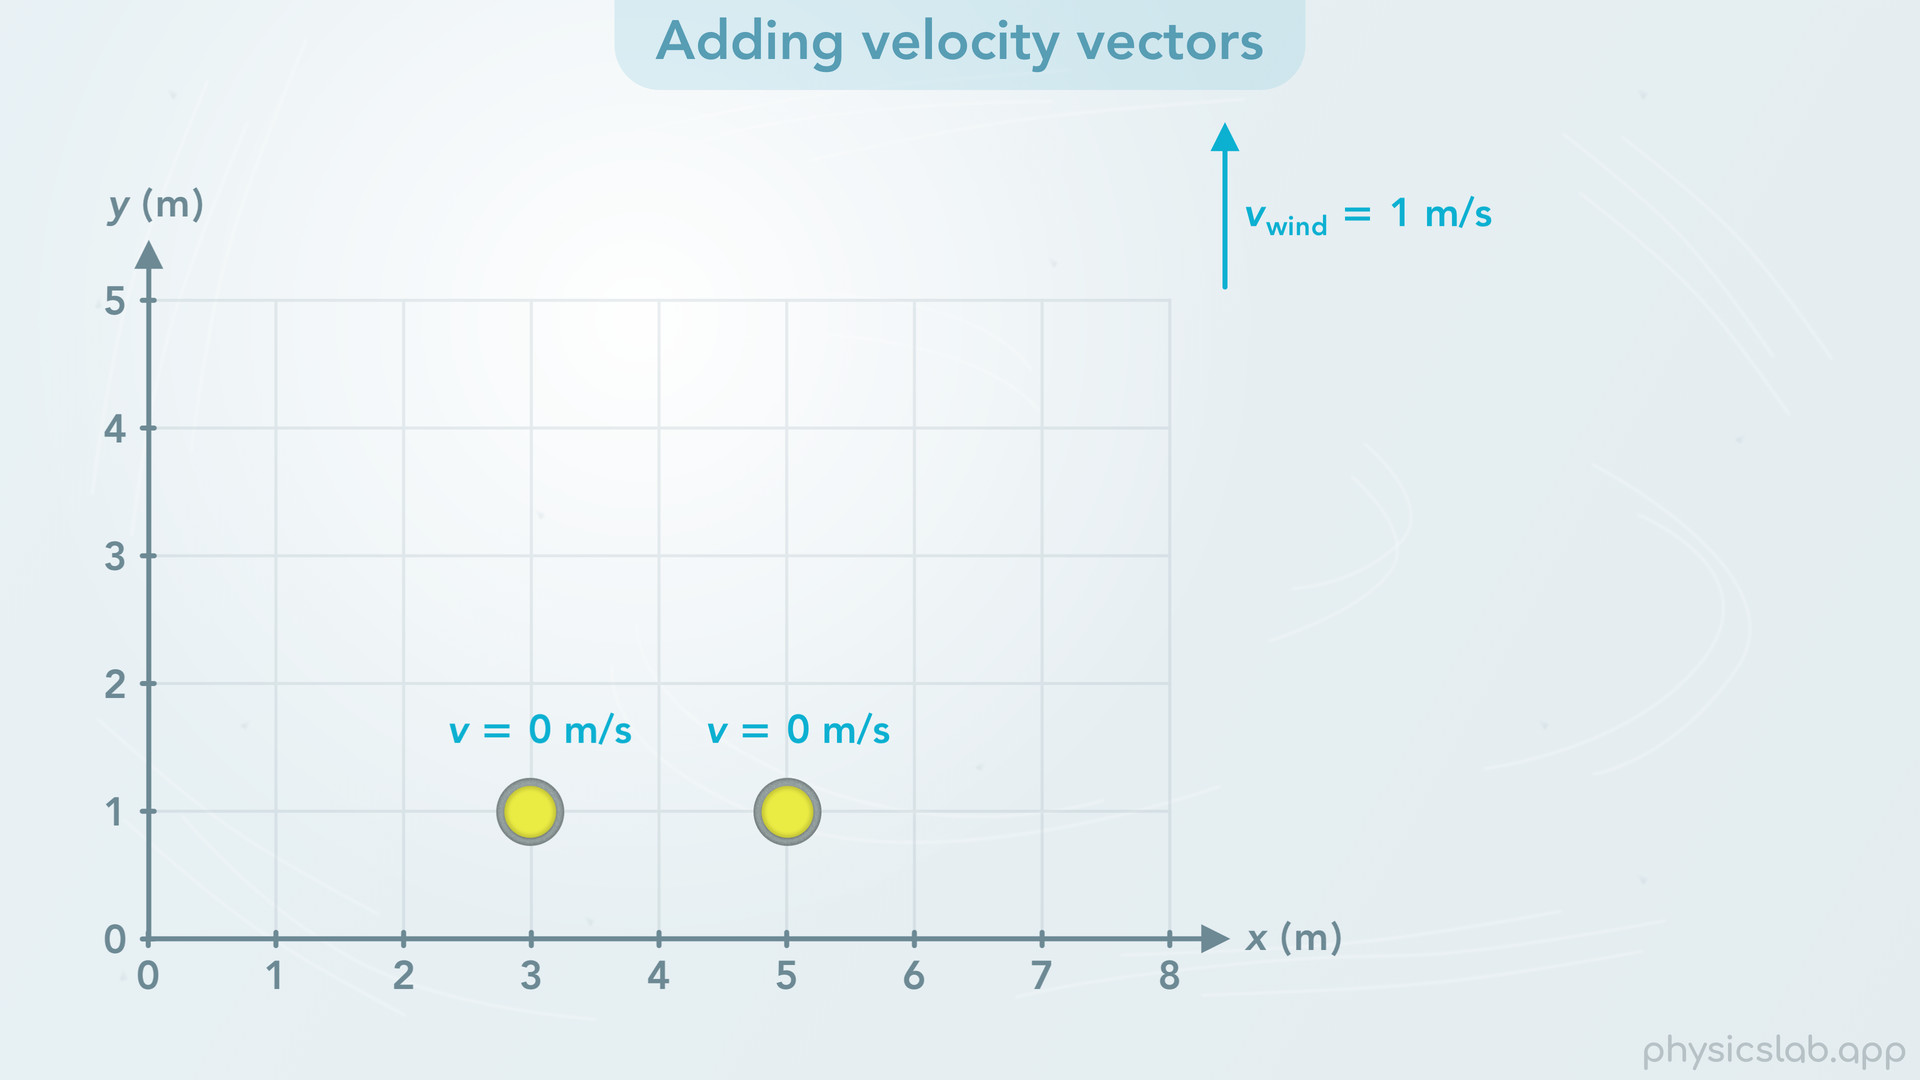 Adding velocity vectors
v_wind = 1 m/s
y (m)
5
4
3
2
1
0
v = 0 m/s v = 0 m/s
0 1 2 3 4 5 6 7 8
x (m)
physicslab.app